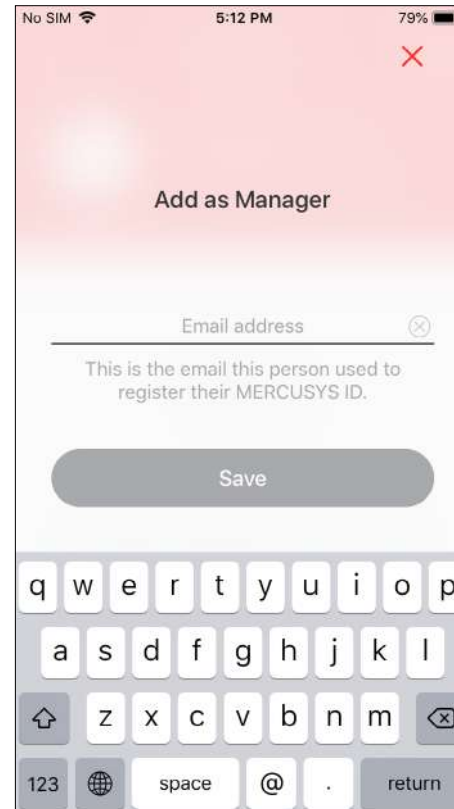 No SIM 5:12 PM 79%
Add as Manager
Email address
This is the email this person used to
register their MERCUSYS ID.
Save
q w e r t y u i o p
a s d f g h j k l
z x c v b n m
123 space @ . return